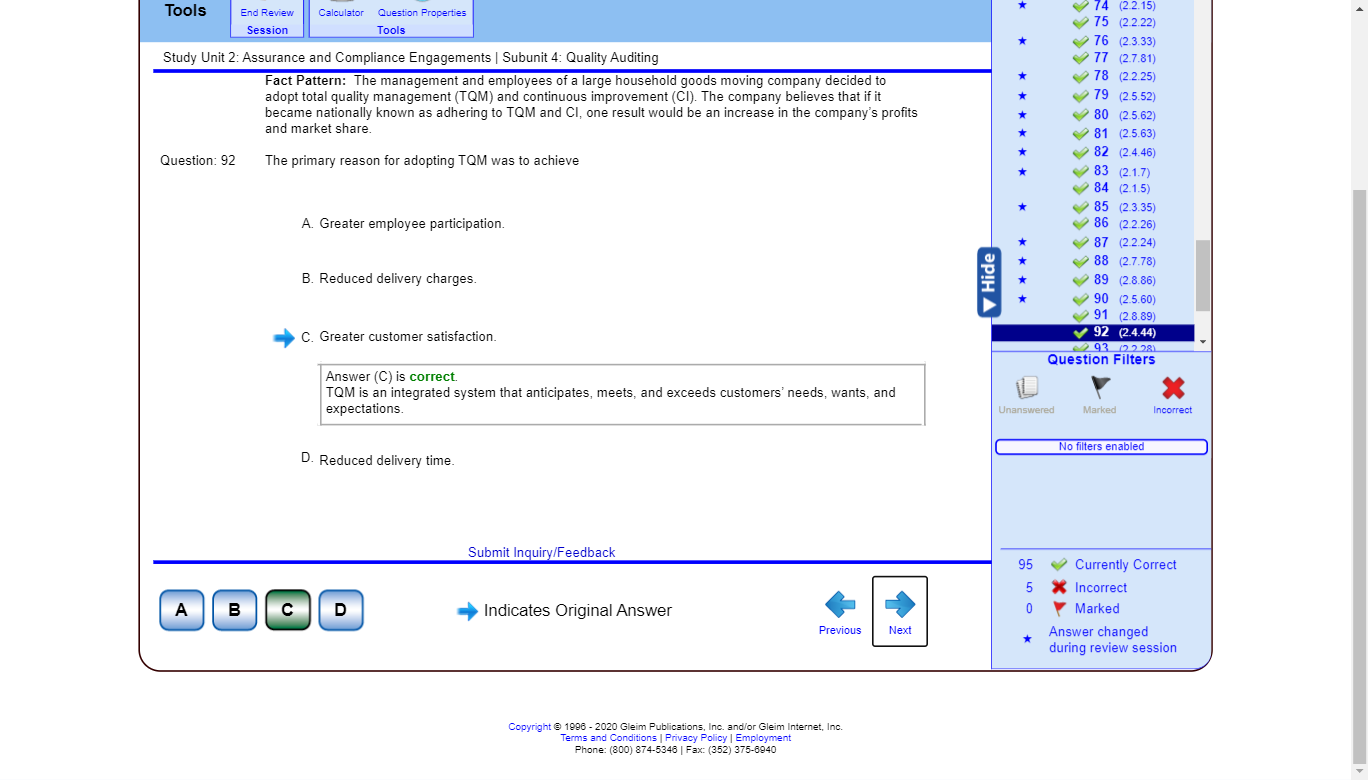 Tools
End Review
Session
Calculator Question Properties
Tools
Study Unit 2: Assurance and Compliance Engagements | Subunit 4: Quality Auditing
Fact Pattern: The management and employees of a large household goods moving company decided to
adopt total quality management (TQM) and continuous improvement (CI). The company believes that if it
became nationally known as adhering to TQM and CI, one result would be an increase in the company's profits
and market share.
Question: 92 The primary reason for adopting TQM was to achieve
A. Greater employee participation.
B. Reduced delivery charges.
C. Greater customer satisfaction.
Answer (C) is correct.
TQM is an integrated system that anticipates, meets, and exceeds customers' needs, wants, and
expectations.
D. Reduced delivery time.
Submit Inquiry/Feedback
A B C D
Indicates Original Answer
Previous
Next
Hide
74 (2.2.15)
75 (2.2.22)
76 (2.3.33)
77 (2.7.81)
78 (2.2.25)
79 (2.5.52)
80 (2.5.62)
81 (2.5.63)
82 (2.4.46)
83 (2.1.7)
84 (2.1.5)
85 (2.3.35)
86 (2.2.26)
87 (2.2.24)
88 (2.7.78)
89 (2.8.86)
90 (2.5.60)
91 (2.8.89)
92 (2.4.44)
93 (2.2.28)
Question Filters
Unanswered
Marked
Incorrect
No filters enabled
95 Currently Correct
5 Incorrect
0 Marked
Answer changed
during review session
Copyright © 1996 - 2020 Gleim Publications, Inc. and/or Gleim Internet, Inc.
Terms and Conditions | Privacy Policy | Employment
Phone: (800) 874-5346 | Fax: (352) 375-6940